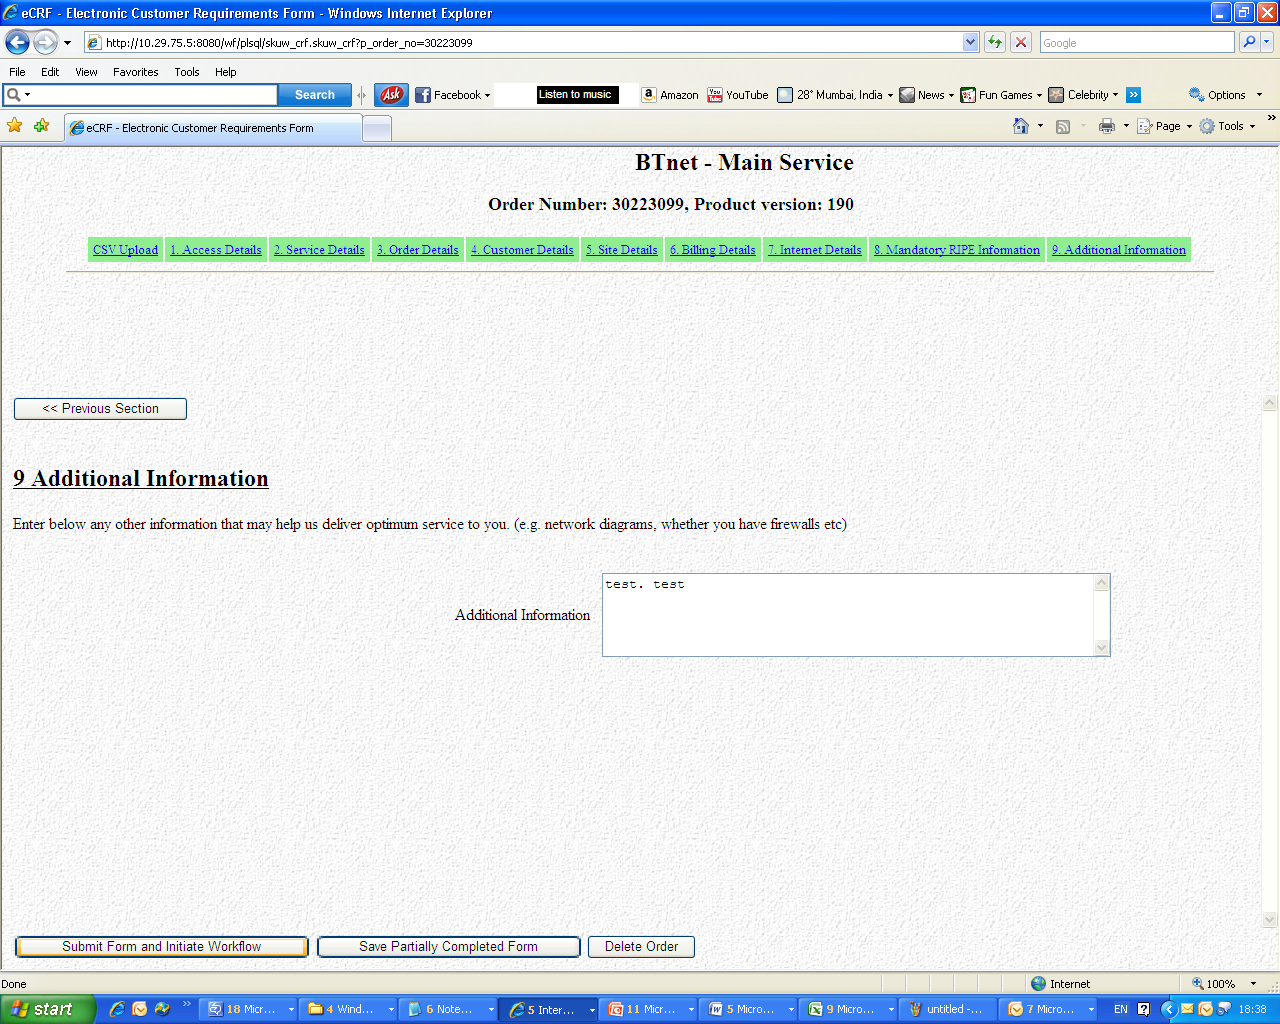 eCRF - Electronic Customer Requirements Form - Windows Internet Explorer
http://10.29.75.5:8080/wf/plsql/skuw_crf.skuw_crf?p_order_no=30223099
Google
File Edit View Favorites Tools Help
Search Ask Facebook Listen to music Amazon YouTube 28° Mumbai, India News Fun Games Celebrity Options
eCRF - Electronic Customer Requirements Form Page Tools
BTnet - Main Service
Order Number: 30223099, Product version: 190
CSV Upload 1. Access Details 2. Service Details 3. Order Details 4. Customer Details 5. Site Details 6. Billing Details 7. Internet Details 8. Mandatory RIPE Information 9. Additional Information
<< Previous Section
9 Additional Information
Enter below any other information that may help us deliver optimum service to you. (e.g. network diagrams, whether you have firewalls etc)
test. test
Additional Information
Submit Form and Initiate Workflow Save Partially Completed Form Delete Order
Done Internet 100%
start 18 Micr... 4 Wind... 6 Note... 5 Inter... 11 Micr... 5 Micro... 9 Micro... untitled -... 7 Micro... EN 18:38